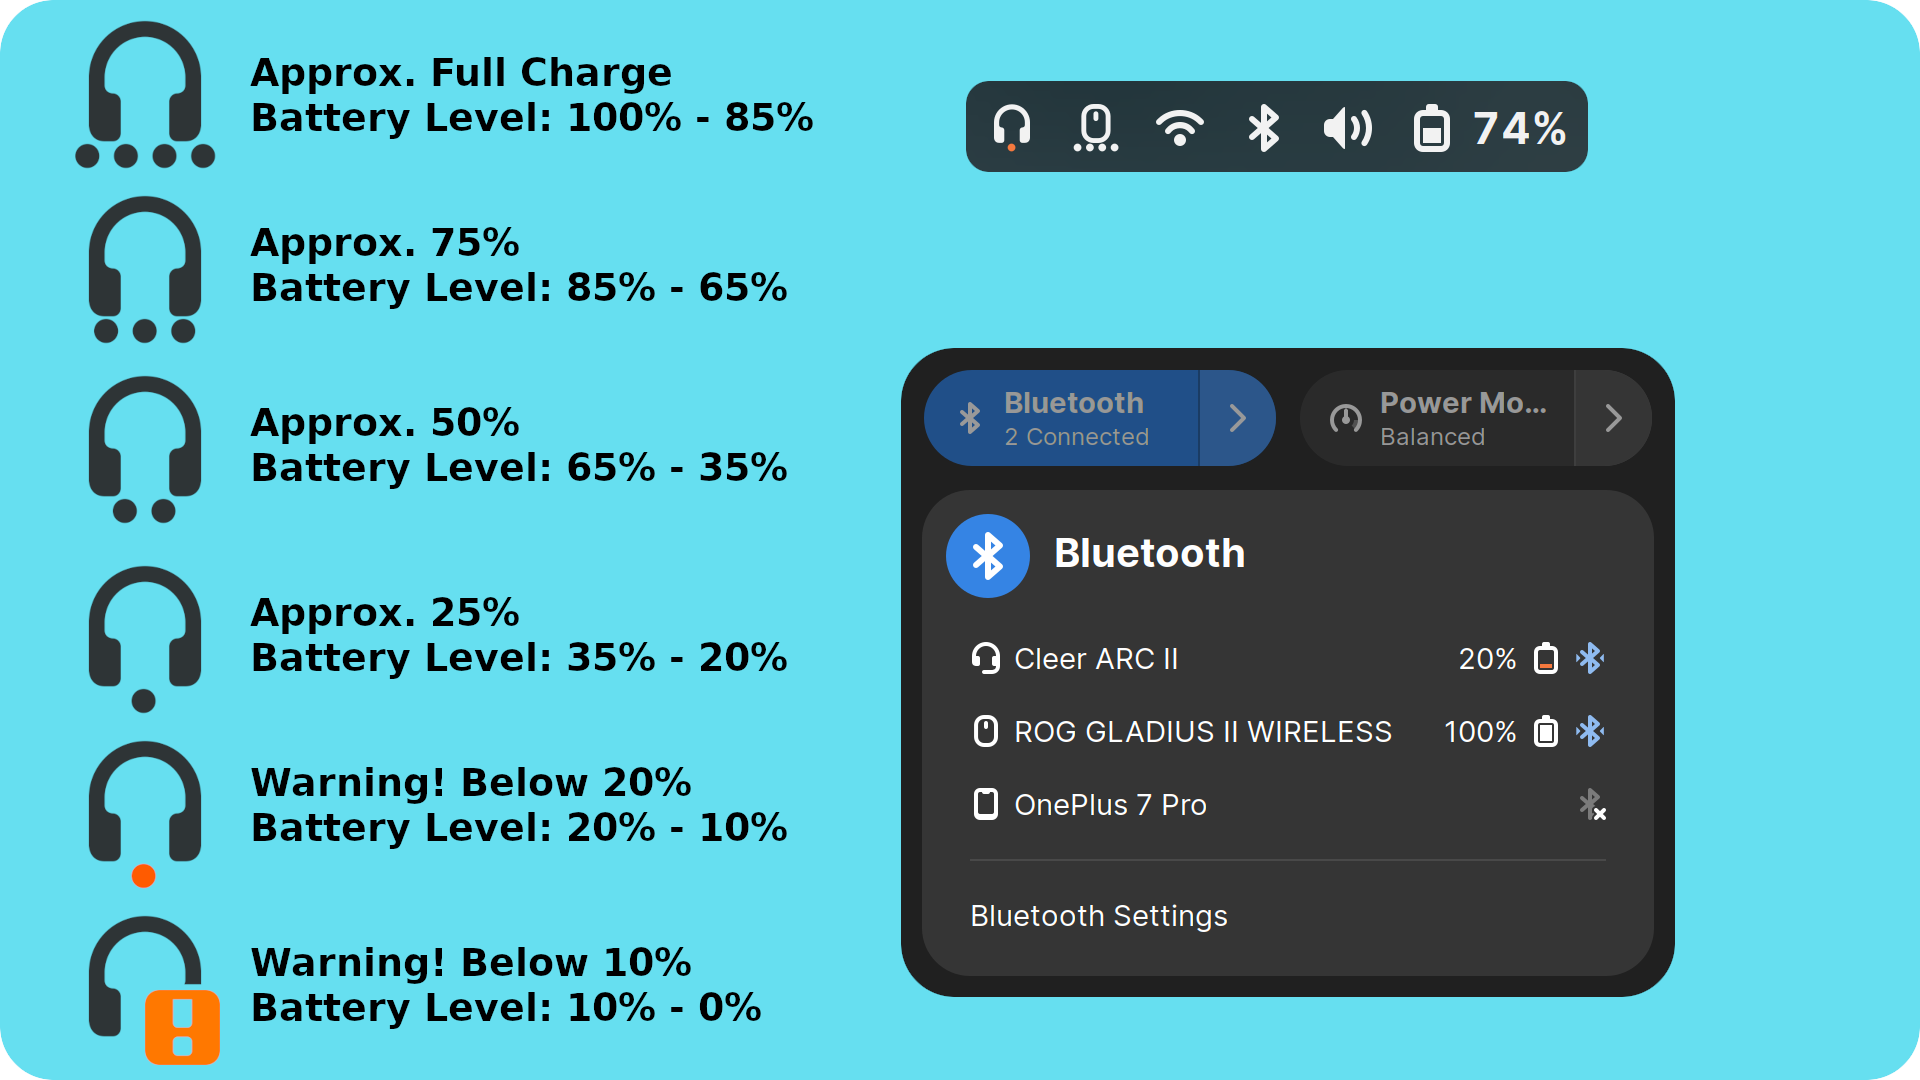 Approx. Full Charge
Battery Level: 100% - 85%
Approx. 75%
Battery Level: 85% - 65%
Approx. 50%
Battery Level: 65% - 35%
Approx. 25%
Battery Level: 35% - 20%
Warning! Below 20%
Battery Level: 20% - 10%
Warning! Below 10%
Battery Level: 10% - 0%
74%
Bluetooth
2 Connected
Power Mo...
Balanced
Bluetooth
Cleer ARC II 20%
ROG GLADIUS II WIRELESS 100%
OnePlus 7 Pro
Bluetooth Settings